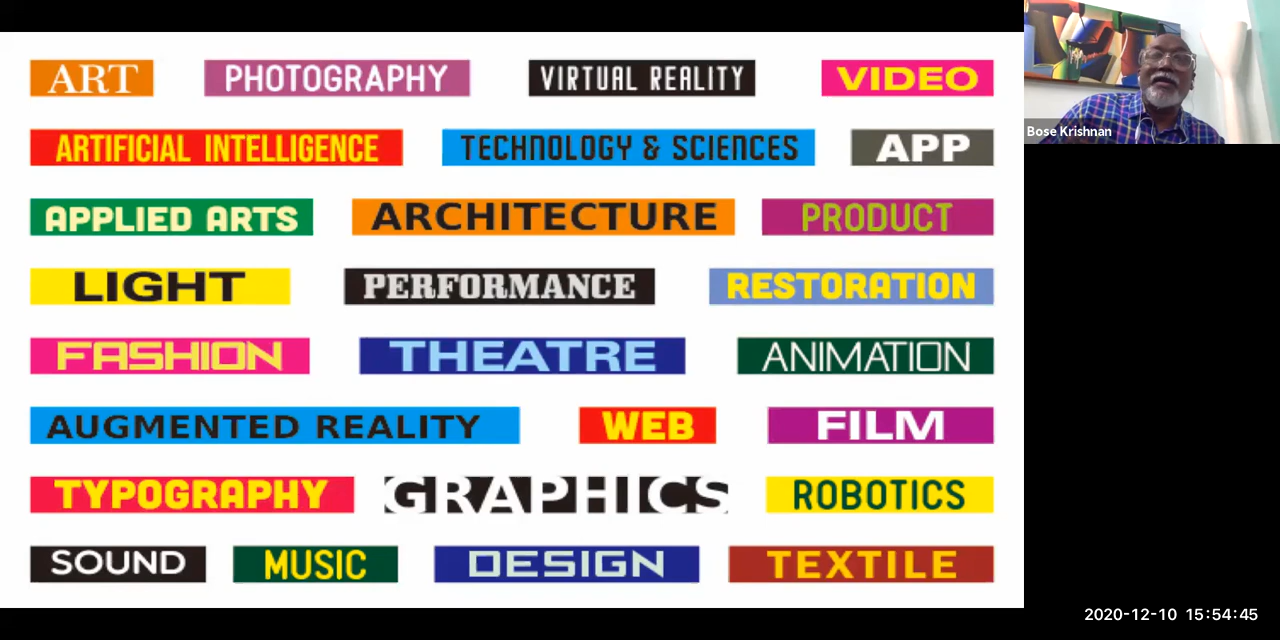 ART PHOTOGRAPHY VIRTUAL REALITY VIDEO
ARTIFICIAL INTELLIGENCE TECHNOLOGY & SCIENCES APP
APPLIED ARTS ARCHITECTURE PRODUCT
LIGHT PERFORMANCE RESTORATION
FASHION THEATRE ANIMATION
AUGMENTED REALITY WEB FILM
TYPOGRAPHY GRAPHICS ROBOTICS
SOUND MUSIC DESIGN TEXTILE
Bose Krishnan
2020-12-10 15:54:45